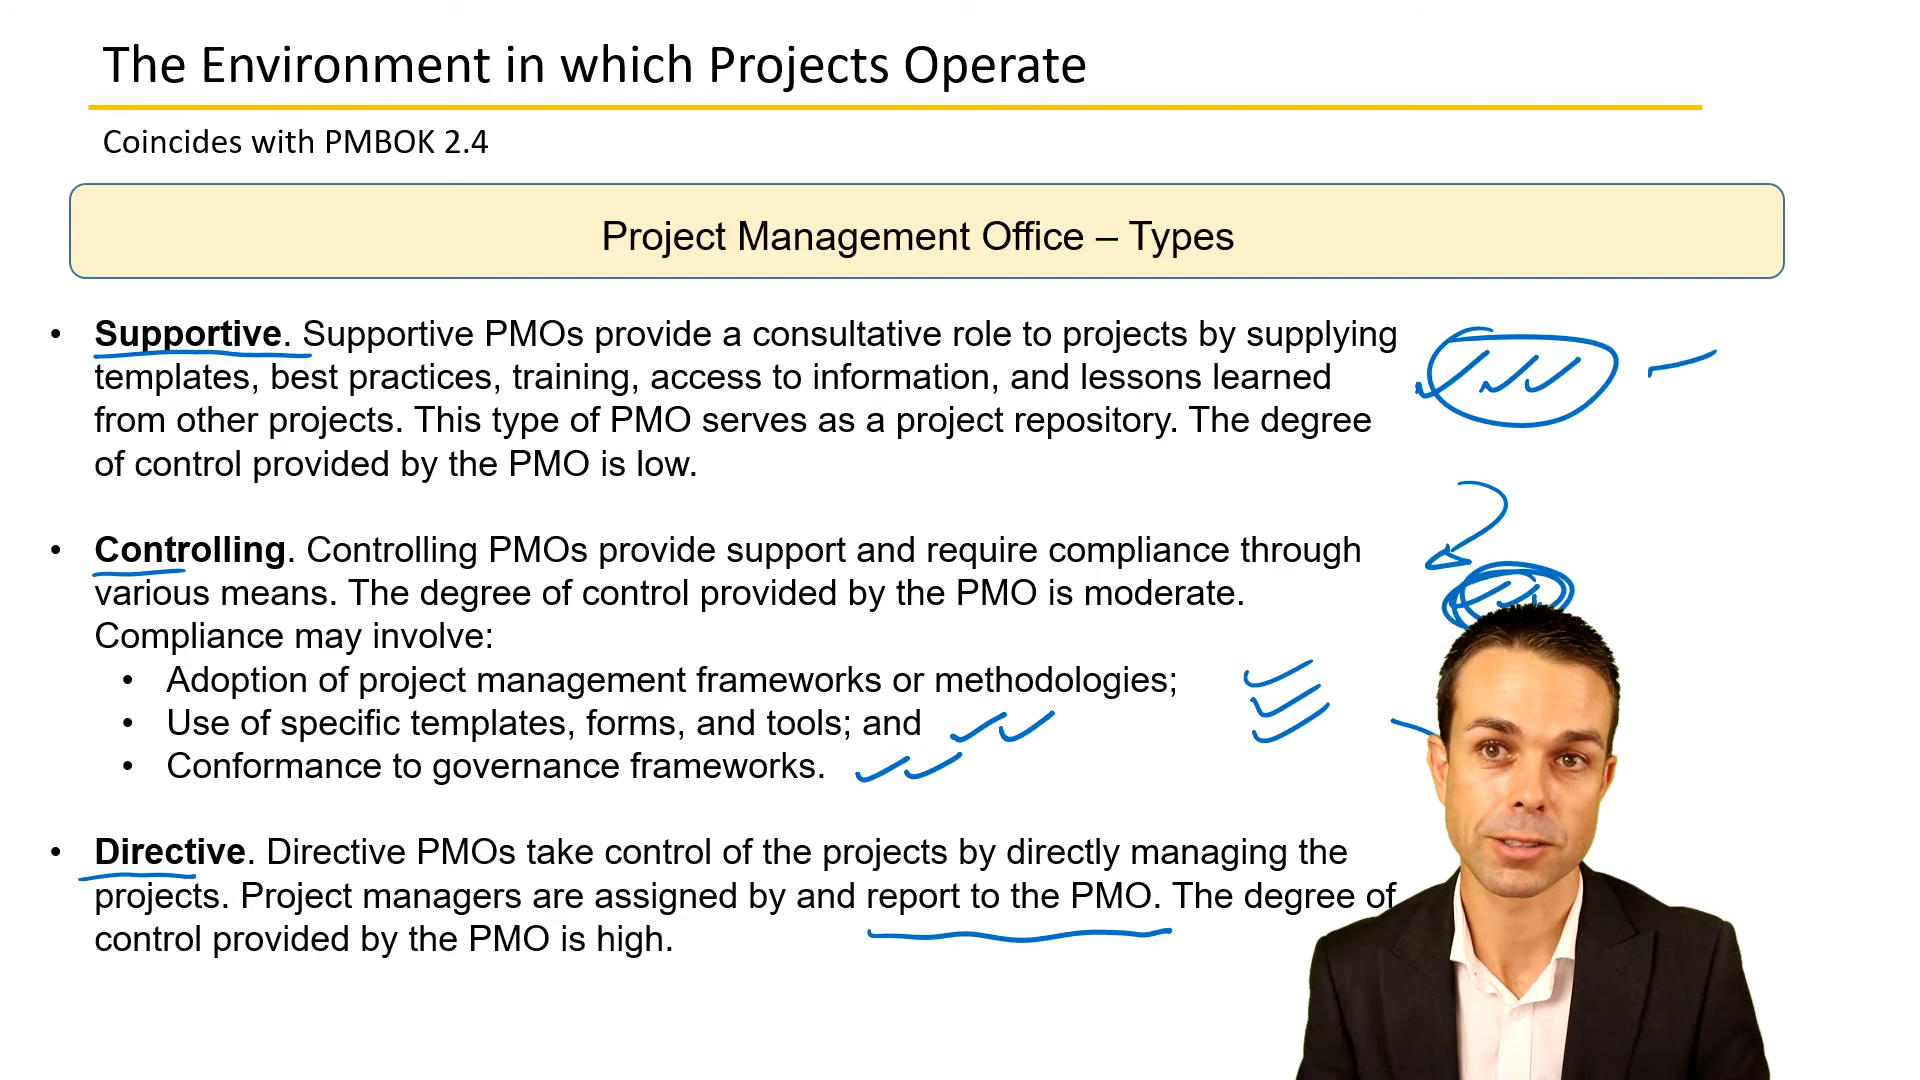 The Environment in which Projects Operate
Coincides with PMBOK 2.4
Project Management Office – Types
• Supportive. Supportive PMOs provide a consultative role to projects by supplying
templates, best practices, training, access to information, and lessons learned
from other projects. This type of PMO serves as a project repository. The degree
of control provided by the PMO is low.
• Controlling. Controlling PMOs provide support and require compliance through
various means. The degree of control provided by the PMO is moderate.
Compliance may involve:
• Adoption of project management frameworks or methodologies;
• Use of specific templates, forms, and tools; and
• Conformance to governance frameworks.
• Directive. Directive PMOs take control of the projects by directly managing the
projects. Project managers are assigned by and report to the PMO. The degree of
control provided by the PMO is high.